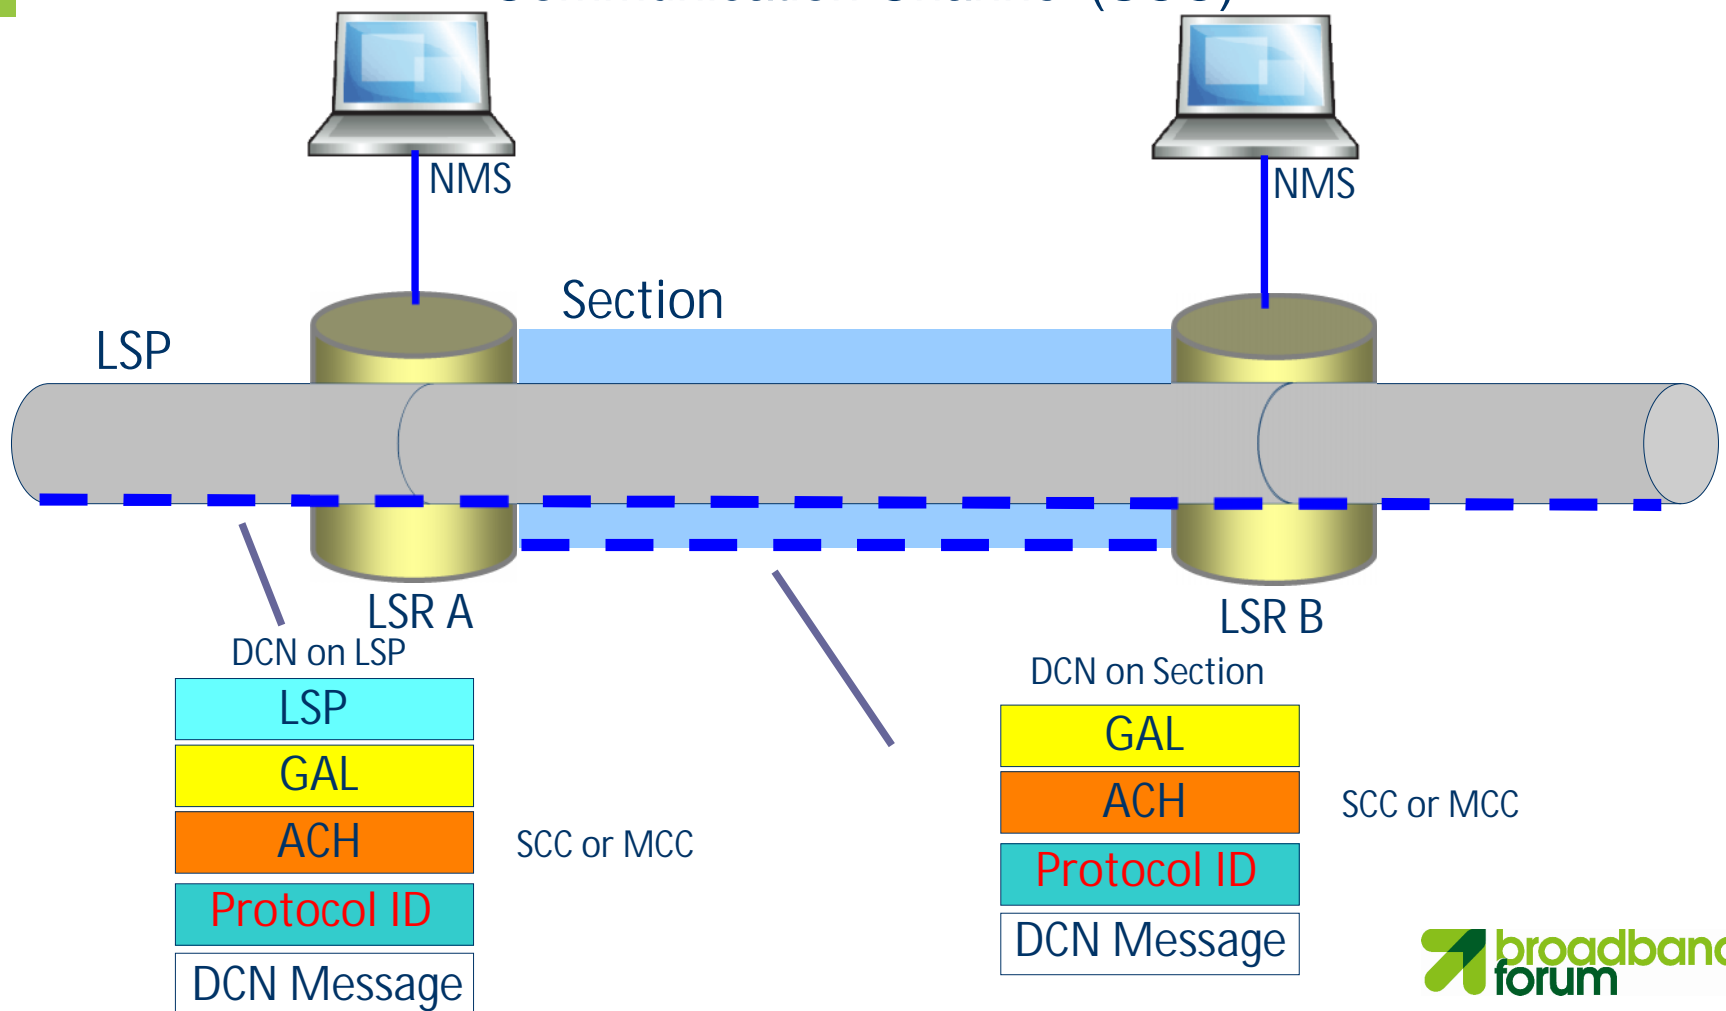 NMS
NMS
Section
LSP
LSR A
LSR B
DCN on LSP
LSP
GAL
ACH
SCC or MCC
Protocol ID
DCN Message
DCN on Section
GAL
ACH
SCC or MCC
Protocol ID
DCN Message
forum